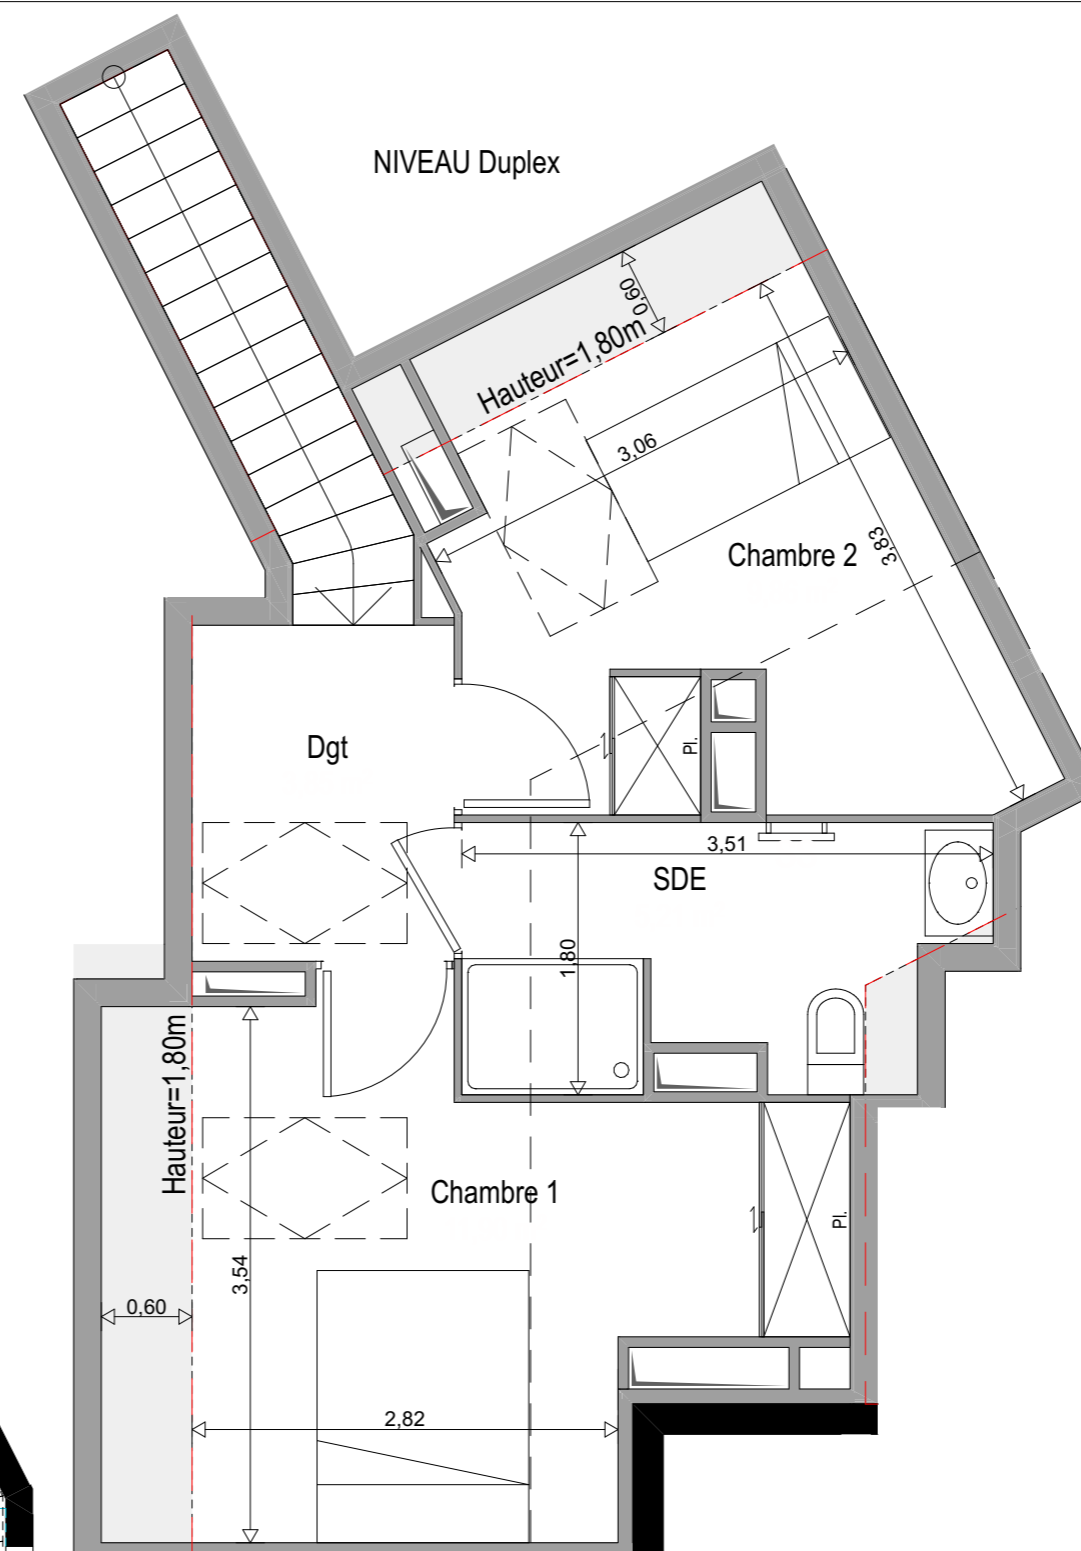 NIVEAU Duplex
0,60
Hauteur=1,80m
3,06
Chambre 2
3,83
Dgt
Pl.
3,51
SDE
1,80
Hauteur=1,80m
Chambre 1
Pl.
3,54
0,60
2,82